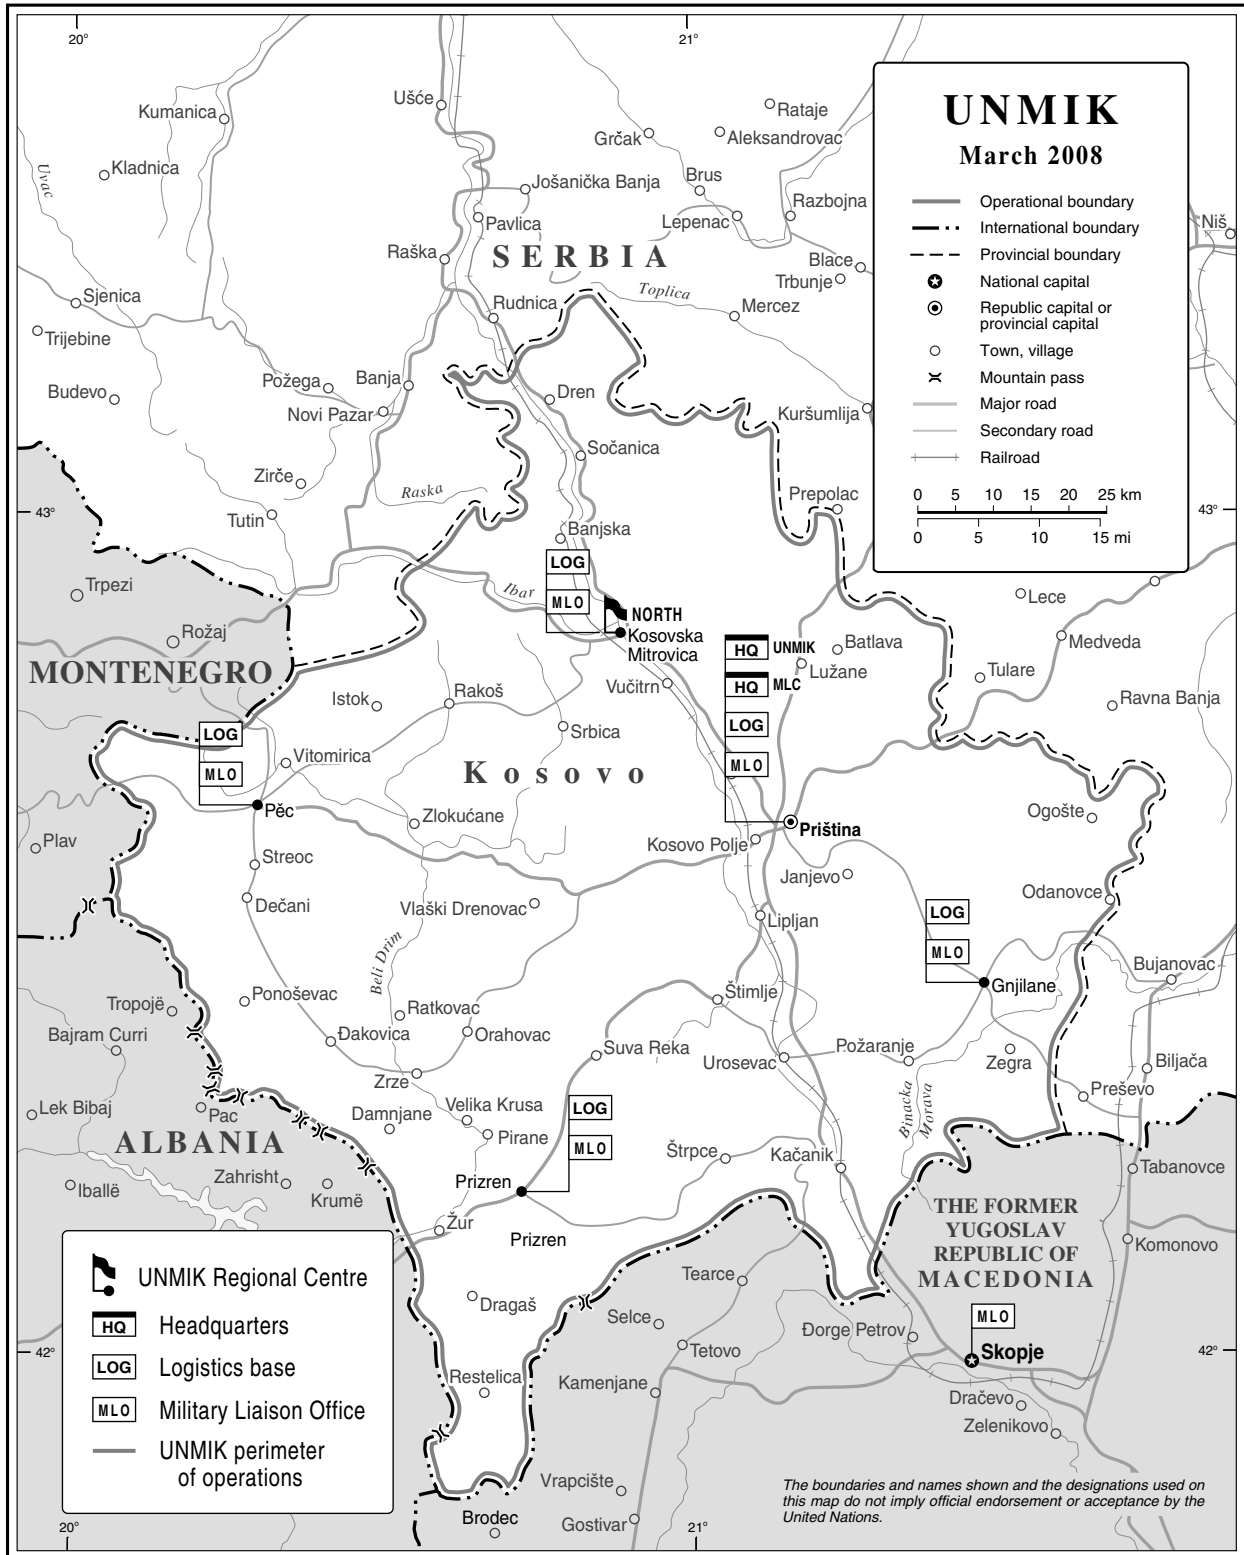 20°
21°
Ušće
Kumanica
Rataje
Grčak
Aleksandrovac
Kladnica
Uvac
Jošanička Banja
Brus
Razbojna
Pavlica
Lepenac
Niš
Raška
SERBIA
Blace
Trbunje
Sjenica
Rudnica
Toplica
Mercez
Trijebine
Budevo
Požega
Banja
Dren
Novi Pazar
Kuršumlija
Sočanica
Zirče
Raska
Prepolac
43°
43°
Tutin
Banjska
Trpezi
Ibar
Lece
Rožaj
Kosovska
Mitrovica
Batlava
Medveda
MONTENEGRO
Lužane
Tulare
Vučitrn
Istok
Rakoš
Ravna Banja
Srbica
Vitomirica
Kosovo
Pěc
Zlokućane
Ogošte
Priština
Plav
Kosovo Polje
Streoc
Janjevo
Odanovce
Dečani
Vlaški Drenovac
Lipljan
Beli Drim
Bujanovac
Gnjilane
Ponoševac
Tropojë
Štimlje
Ratkovac
Bajram Curri
Đakovica
Orahovac
Suva Reka
Urosevac
Požaranje
Zegra
Biljača
Zrze
Preševo
Lek Bibaj
Pac
Damnjane
Velika Krusa
Binacka
Morava
ALBANIA
Pirane
Štrpce
Kačanik
Tabanovce
Iballë
Zahrisht
Krumë
Prizren
THE FORMER
YUGOSLAV
REPUBLIC OF
MACEDONIA
Žur
Prizren
Komonovo
Tearce
Dragaš
Selce
Đorge Petrov
Tetovo
Skopje
42°
42°
Restelica
Kamenjane
Dračevo
Zelenikovo
Vrapcište
Brodec
Gostivar
20°
21°
LOG
MLO
NORTH
HQ UNMIK
HQ MLC
LOG
MLO
LOG
MLO
LOG
MLO
LOG
MLO
MLO
UNMIK
March 2008
Operational boundary
International boundary
Provincial boundary
National capital
Republic capital or
provincial capital
Town, village
Mountain pass
Major road
Secondary road
Railroad
0 5 10 15 20 25 km
0 5 10 15 mi
UNMIK Regional Centre
HQ Headquarters
LOG Logistics base
MLO Military Liaison Office
UNMIK perimeter
of operations
The boundaries and names shown and the designations used on
this map do not imply official endorsement or acceptance by the
United Nations.